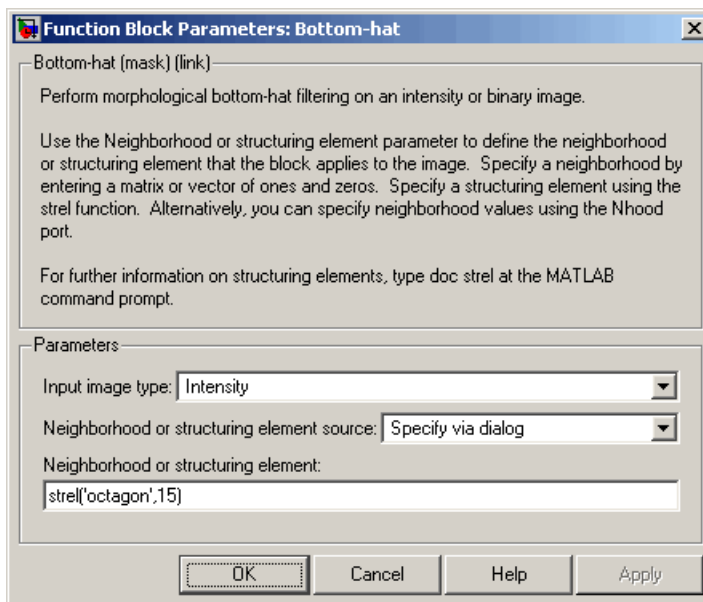 Function Block Parameters: Bottom-hat
Bottom-hat (mask) (link)
Perform morphological bottom-hat filtering on an intensity or binary image.
Use the Neighborhood or structuring element parameter to define the neighborhood
or structuring element that the block applies to the image.  Specify a neighborhood by
entering a matrix or vector of ones and zeros.  Specify a structuring element using the
strel function.  Alternatively, you can specify neighborhood values using the Nhood
port.
For further information on structuring elements, type doc strel at the MATLAB
command prompt.
Parameters
Input image type: Intensity
Neighborhood or structuring element source: Specify via dialog
Neighborhood or structuring element:
strel('octagon',15)
OK Cancel Help Apply